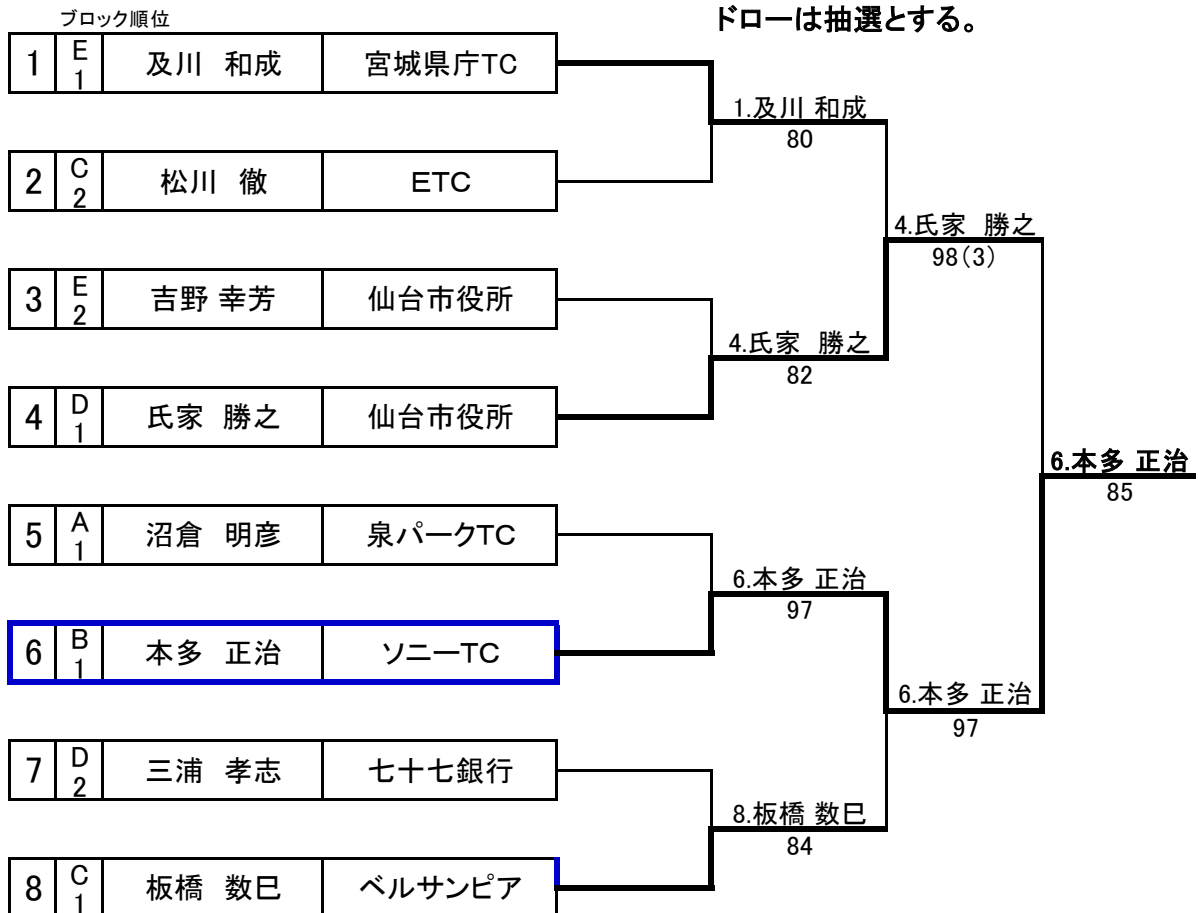 ブロック順位
ドローは抽選とする。
1 E 1 及川 和成 宮城県庁TC
1.及川 和成
80
2 C 2 松川 徹 ETC
4.氏家 勝之
98(3)
3 E 2 吉野 幸芳 仙台市役所
4.氏家 勝之
82
4 D 1 氏家 勝之 仙台市役所
6.本多 正治
85
5 A 1 沼倉 明彦 泉パークTC
6.本多 正治
97
6 B 1 本多 正治 ソニーTC
6.本多 正治
97
7 D 2 三浦 孝志 七十七銀行
8.板橋 数巳
84
8 C 1 板橋 数巳 ベルサンピア